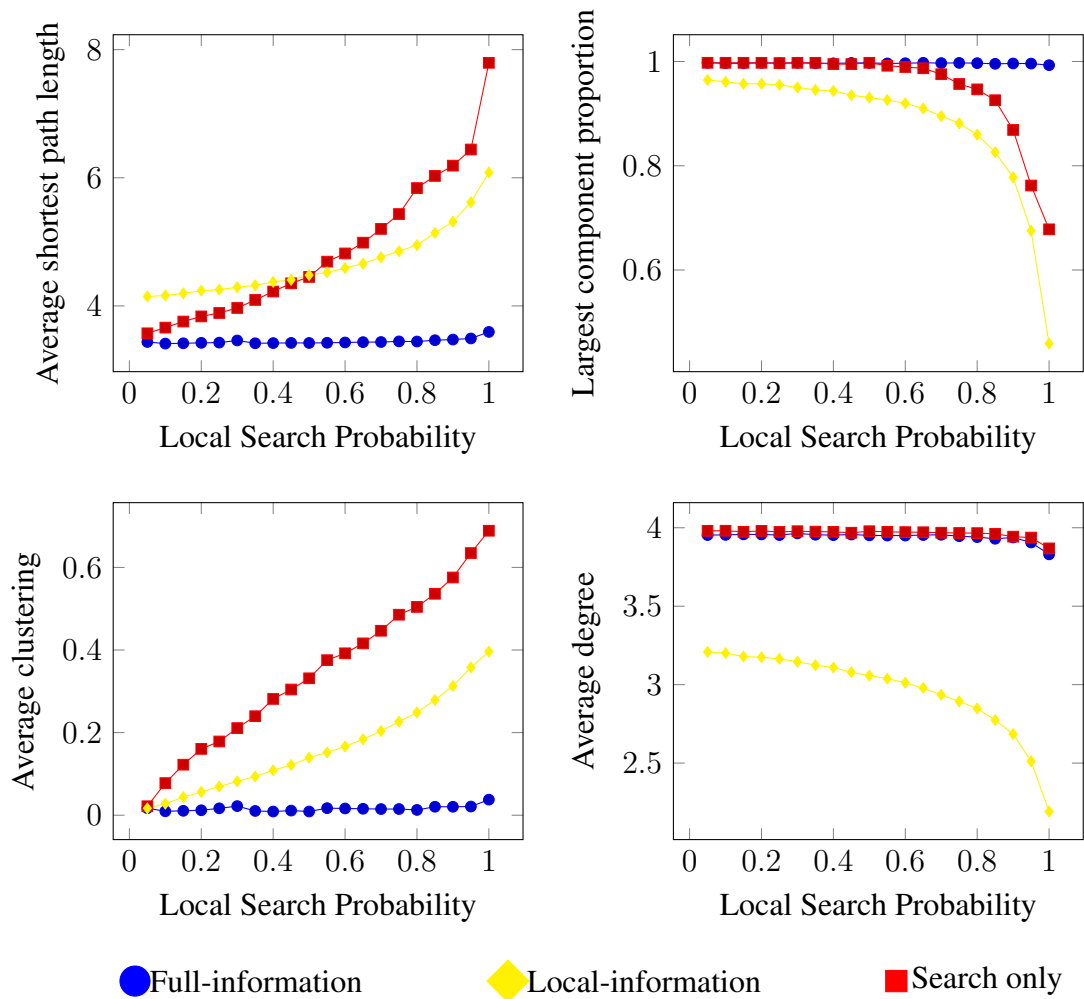 Average shortest path length
8
6
4
0 0.2 0.4 0.6 0.8 1
Local Search Probability
Largest component proportion
1
0.8
0.6
0 0.2 0.4 0.6 0.8 1
Local Search Probability
Average clustering
0.6
0.4
0.2
0
0 0.2 0.4 0.6 0.8 1
Local Search Probability
Average degree
4
3.5
3
2.5
0 0.2 0.4 0.6 0.8 1
Local Search Probability
Full-information Local-information Search only